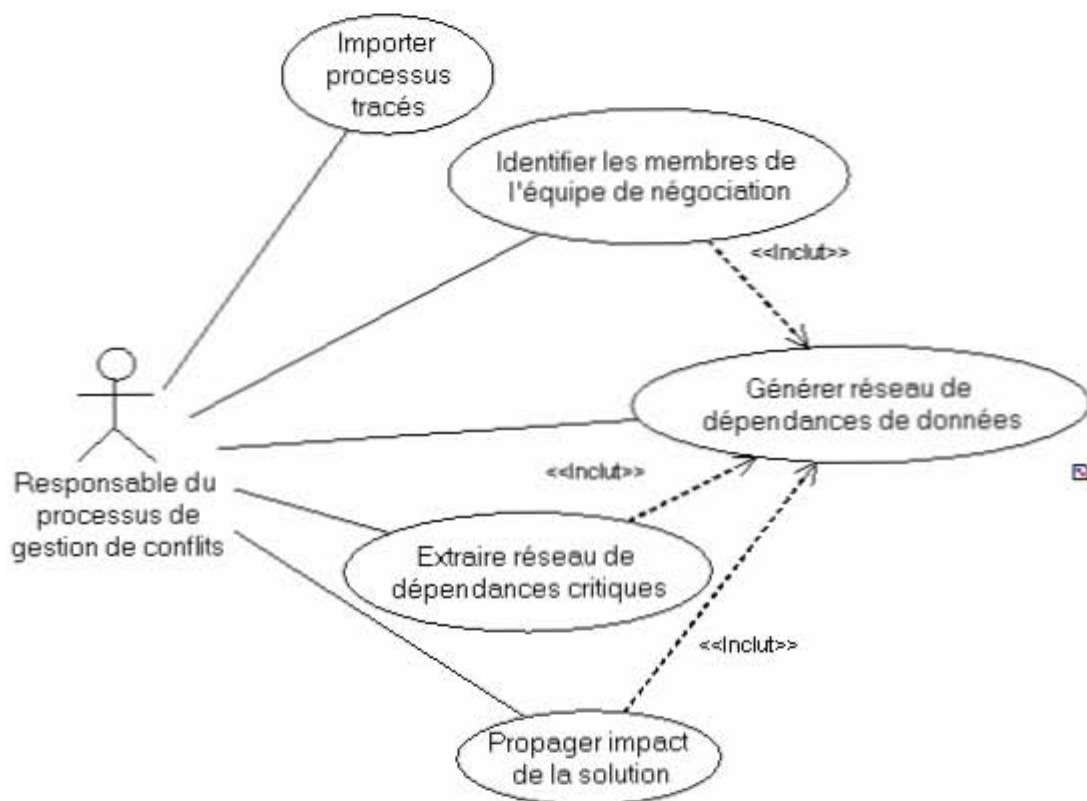 Importer
processus
tracés
Identifier les membres de
l'équipe de négociation
<<Inclut>>
Générer réseau de
dépendances de données
<<Inclut>>
Responsable du
processus de
gestion de conflits
Extraire réseau de
dépendances critiques
<<Inclut>>
Propager impact
de la solution